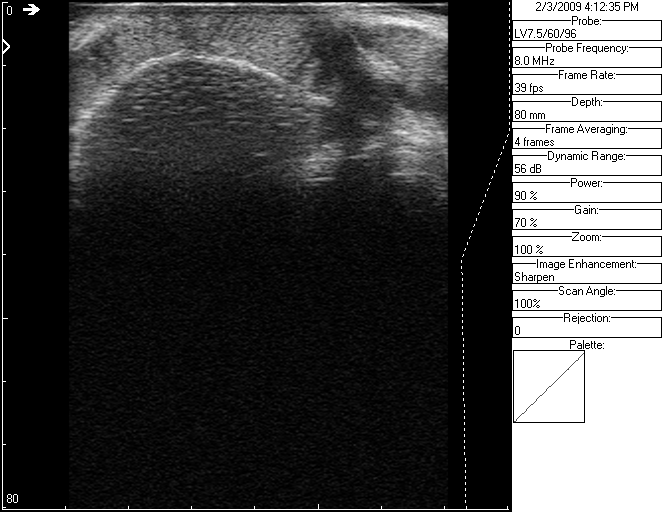 0
80
2/3/2009 4:12:35 PM
Probe:
LV7.5/60/96
Probe Frequency:
8.0 MHz
Frame Rate:
39 fps
Depth:
80 mm
Frame Averaging:
4 frames
Dynamic Range:
56 dB
Power:
90 %
Gain:
70 %
Zoom:
100 %
Image Enhancement:
Sharpen
Scan Angle:
100%
Rejection:
0
Palette: